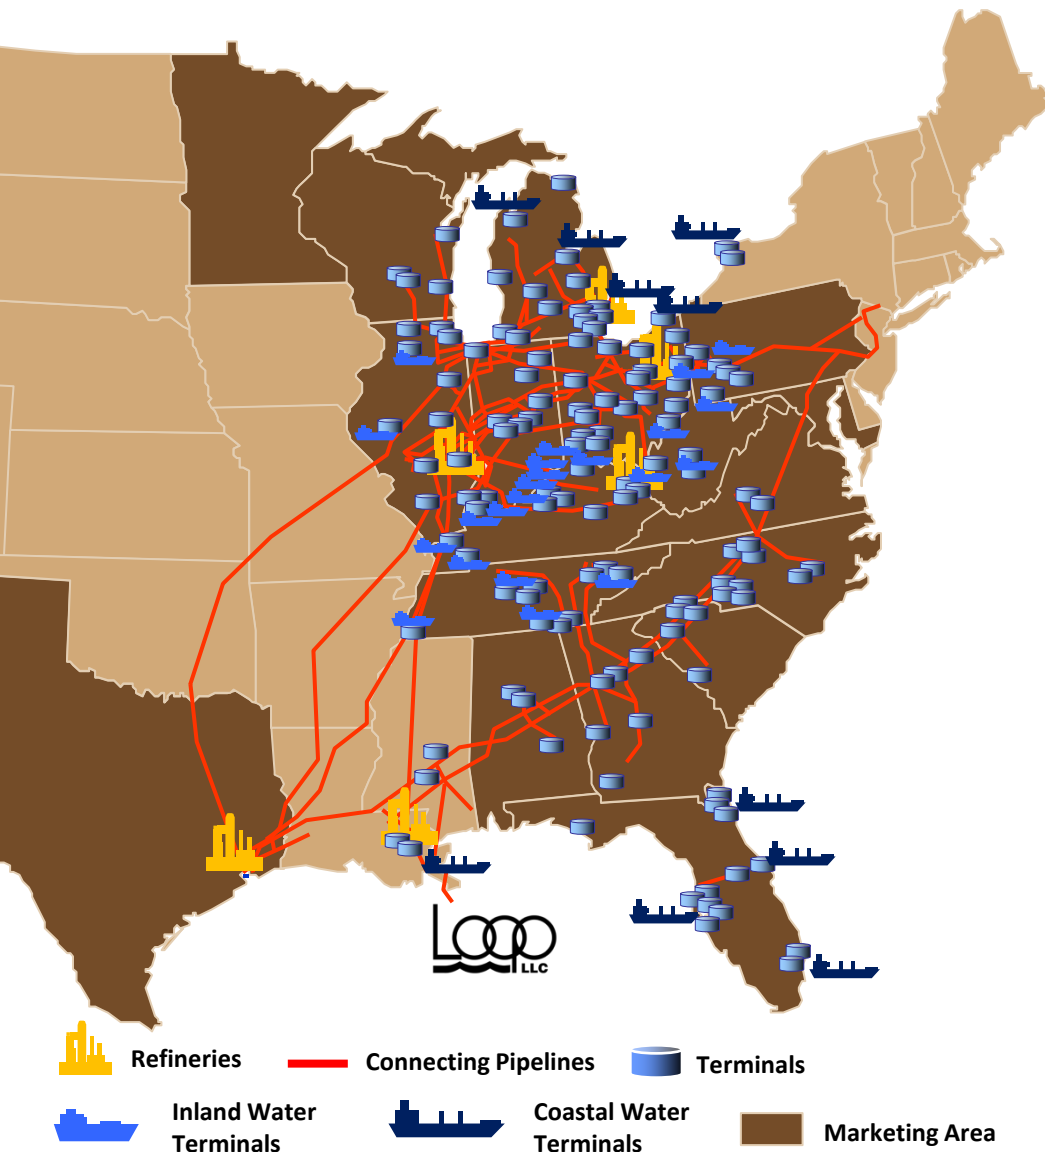 LOOP
LLC
Refineries
Connecting Pipelines
Terminals
Inland Water
Terminals
Coastal Water
Terminals
Marketing Area